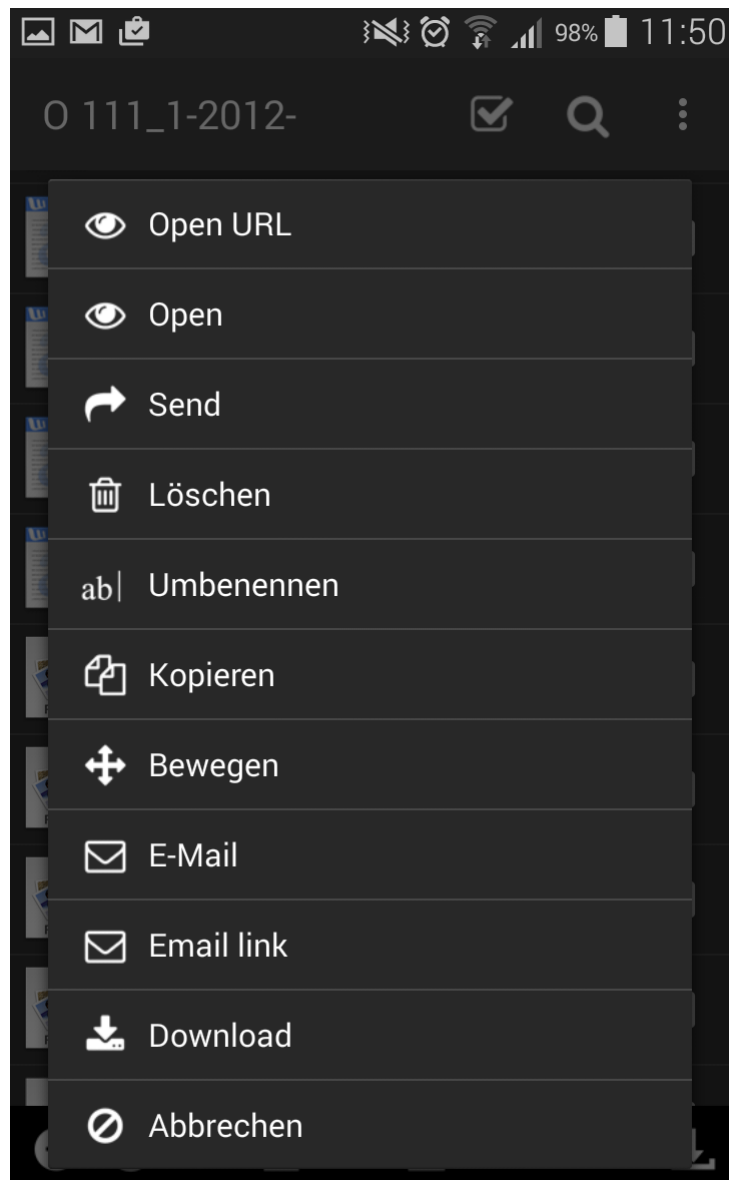 98% 11:50
O 111_1-2012-
Open URL
Open
Send
Löschen
ab| Umbenennen
Kopieren
Bewegen
E-Mail
Email link
Download
Abbrechen